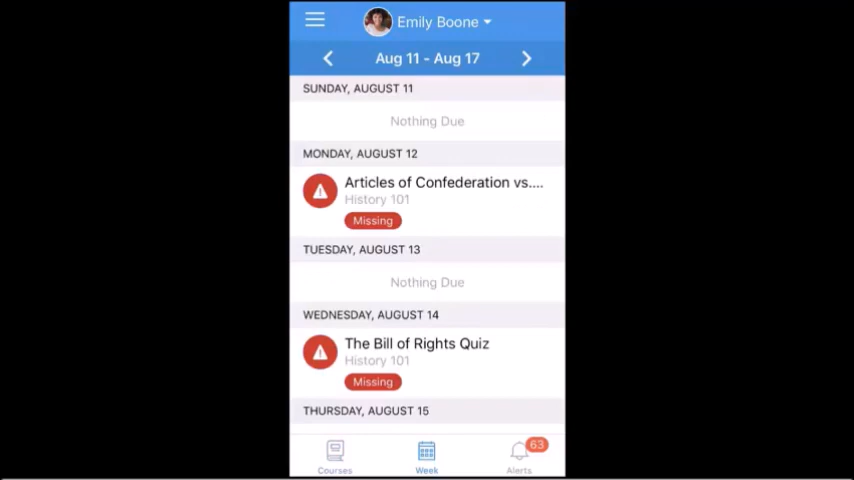 Emily Boone
Aug 11 - Aug 17
SUNDAY, AUGUST 11
Nothing Due
MONDAY, AUGUST 12
Articles of Confederation vs....
History 101
Missing
TUESDAY, AUGUST 13
Nothing Due
WEDNESDAY, AUGUST 14
The Bill of Rights Quiz
History 101
Missing
THURSDAY, AUGUST 15
63
Courses
Week
Alerts